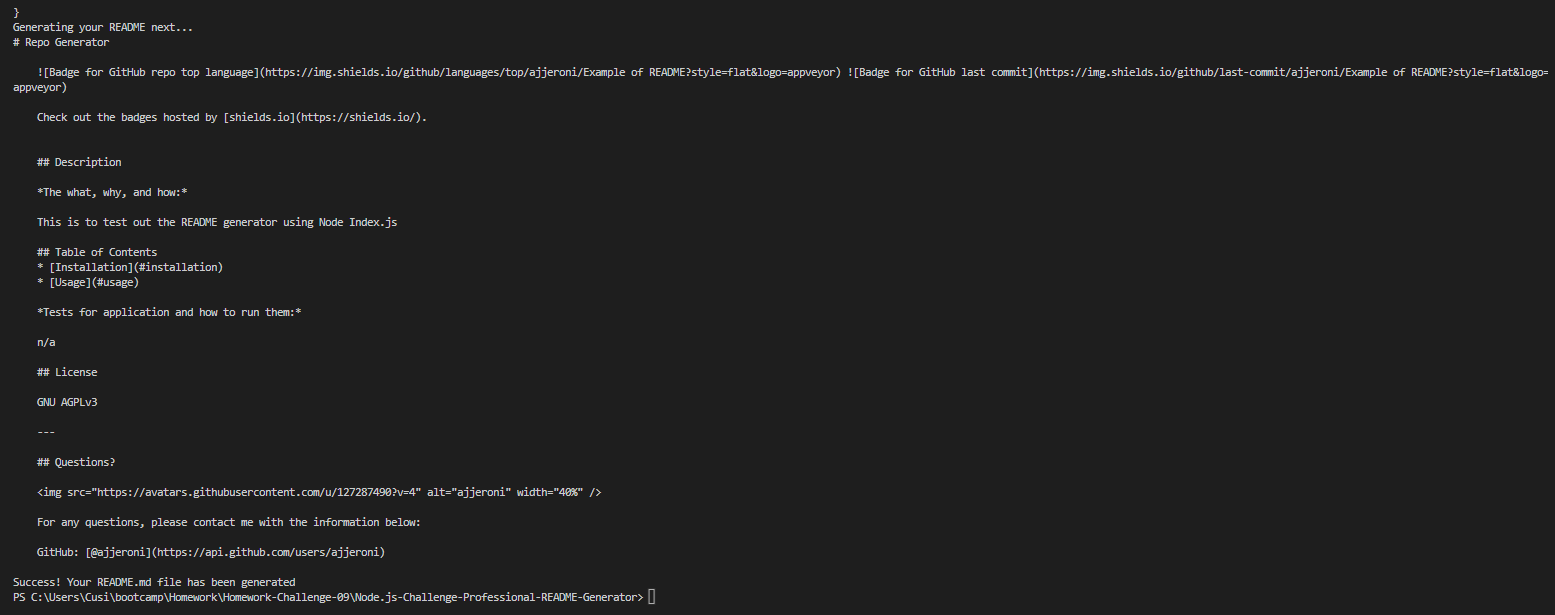 }
Generating your README next...
# Repo Generator
![Badge for GitHub repo top language](https://img.shields.io/github/languages/top/ajjeroni/Example of README?style=flat&logo=appveyor) ![Badge for GitHub last commit](https://img.shields.io/github/last-commit/ajjeroni/Example of README?style=flat&logo=
appveyor)
Check out the badges hosted by [shields.io](https://shields.io/).
## Description
*The what, why, and how:*
This is to test out the README generator using Node Index.js
## Table of Contents
* [Installation](#installation)
* [Usage](#usage)
*Tests for application and how to run them:*
n/a
## License
GNU AGPLv3
---
## Questions?
<img src="https://avatars.githubusercontent.com/u/127287490?v=4" alt="ajjeroni" width="40%" />
For any questions, please contact me with the information below:
GitHub: [@ajjeroni](https://api.github.com/users/ajjeroni)
Success! Your README.md file has been generated
PS C:\Users\Cusi\bootcamp\Homework\Homework-Challenge-09\Node.js-Challenge-Professional-README-Generator>